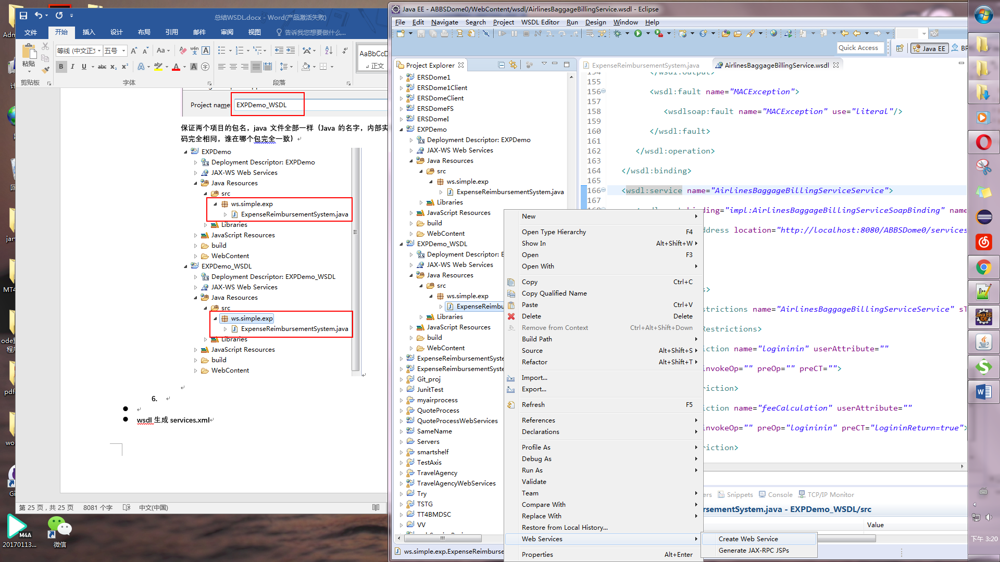 总结WSDL.docx - Word(产品激活失败)
文件 开始 插入 设计 布局 引用 邮件 审阅 视图 告诉我您想要做什么...
等线 (中文正 五号
粘贴
AaBbCcD
正文
剪贴板 字体 段落
Project name EXPDemo_WSDL
保证两个项目的包名，java 文件全部一样（Java 的名字，内部实
码完全相同，谁在哪个包完全一致）
EXPDemo
Deployment Descriptor: EXPDemo
JAX-WS Web Services
Java Resources
src
ws.simple.exp
ExpenseReimbursementSystem.java
Libraries
JavaScript Resources
build
WebContent
EXPDemo_WSDL
Deployment Descriptor: EXPDemo_WSDL
JAX-WS Web Services
Java Resources
src
ws.simple.exp
ExpenseReimbursementSystem.java
Libraries
JavaScript Resources
build
WebContent
6.
wsdl 生成 services.xml
第 25 页，共 25 页 8081 个字 中文(中国)
20170113...
M4A
微信
Java EE - ABBSDome0/WebContent/wsdl/AirlinesBaggageBillingService.wsdl - Eclipse
File Edit Navigate Search Project WSDL Editor Run Design Window Help
Quick Access
Java EE
Project Explorer
ERSDome1
ERSDome1Client
ERSDomeClient
ERSDomeFS
ERSDomeI
EXPDemo
Deployment Descriptor: EXPDemo
JAX-WS Web Services
Java Resources
src
ws.simple.exp
ExpenseReimbursementSystem.java
Libraries
JavaScript Resources
build
WebContent
EXPDemo_WSDL
Deployment Descriptor: E
JAX-WS Web Services
Java Resources
src
ws.simple.exp
ExpenseReimbu
Libraries
JavaScript Resources
build
WebContent
ExpenseReimbursementSyste
ExpenseReimbursementSyste
Git_proj
JunitTest
myairprocess
QuoteProcess
QuoteProcessWebServices
SameName
Servers
smartshelf
TestAxis
TravelAgency
TravelAgencyWebServices
Try
TSTG
TT4BMDSC
VV
ws.simple.exp.ExpenseReimburse
ExpenseReimbursementSystem.java
AirlinesBaggageBillingService.wsdl
154 </wsdl:output>
155
156 <wsdl:fault name="MACException">
157
158 <wsdlsoap:fault name="MACException" use="literal"/>
159
160 </wsdl:fault>
161
162 </wsdl:operation>
163
164 </wsdl:binding>
165
166 <wsdl:service name="AirlinesBaggageBillingServiceService">
167
binding="impl:AirlinesBaggageBillingServiceSoapBinding" name
ddress location="http://localhost:8080/ABBSDome0/services
s>
strictions name="AirlinesBaggageBillingServiceService" sT
Restrictions>
iction name="logininin" userAttribute=""
invokeOp="" preOp="" preCT="">
riction>
iction name="feeCalculation" userAttribute=""
invokeOp="" preOp="logininin" preCT="logininReturn=true">
riction>
New
Open Type Hierarchy F4
Show In Alt+Shift+W
Open F3
Open With
Copy Ctrl+C
Copy Qualified Name
Paste Ctrl+V
Delete Delete
Remove from Context Ctrl+Alt+Shift+Down
Build Path
Source Alt+Shift+S
Refactor Alt+Shift+T
Import...
Export...
Refresh F5
References
Declarations
Profile As
Debug As
Run As
Validate
Team
Compare With
Replace With
Restore from Local History...
Web Services
Properties Alt+Enter
Create Web Service
Generate JAX-RPC JSPs
ers Snippets Console TCP/IP Monitor
rsementSystem.java - EXPDemo_WSDL/src
Value
下午 3:20